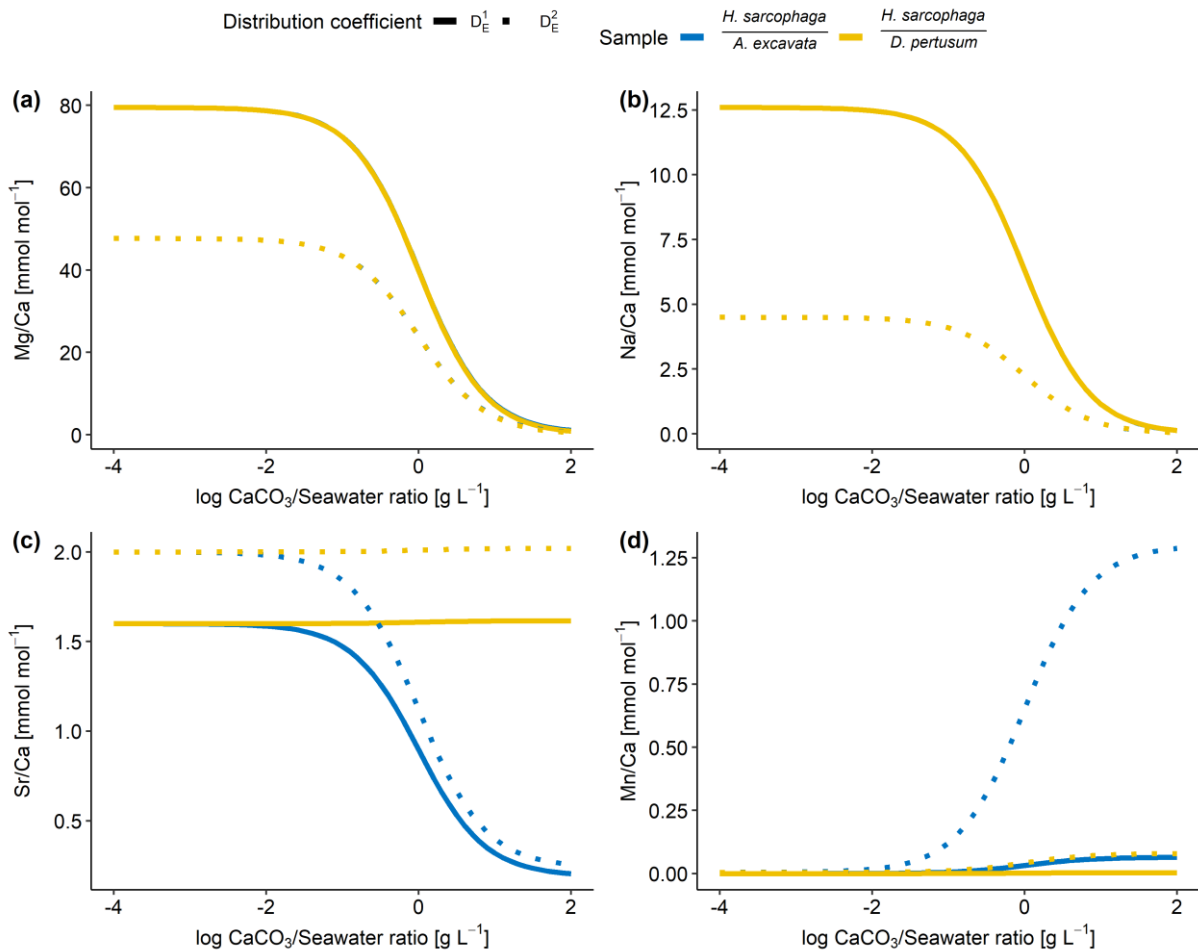 Distribution coefficient D_E^1 D_E^2
Sample H. sarcophaga / A. excavata H. sarcophaga / D. pertusum
(a)
Mg/Ca [mmol mol⁻¹]
80
60
40
20
0
-4 -2 0 2
log CaCO₃/Seawater ratio [g L⁻¹]
(b)
Na/Ca [mmol mol⁻¹]
12.5
10.0
7.5
5.0
2.5
0.0
-4 -2 0 2
log CaCO₃/Seawater ratio [g L⁻¹]
(c)
Sr/Ca [mmol mol⁻¹]
2.0
1.5
1.0
0.5
-4 -2 0 2
log CaCO₃/Seawater ratio [g L⁻¹]
(d)
Mn/Ca [mmol mol⁻¹]
1.25
1.00
0.75
0.50
0.25
0.00
-4 -2 0 2
log CaCO₃/Seawater ratio [g L⁻¹]